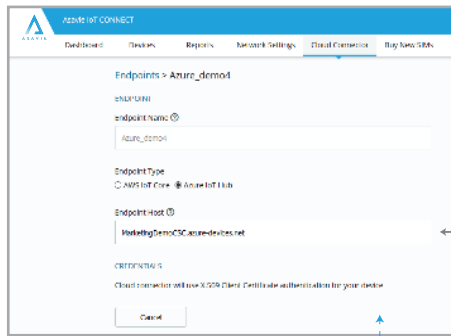 Asavie IoT CONNECT
ASAVIE
Dashboard Devices Reports Network Settings Cloud Connector Buy New SIMs
Endpoints > Azure_demo4
ENDPOINT
Endpoint Name
Azure_demo4
Endpoint Type
AWS IoT Core Azure IoT Hub
Endpoint Host
MarketingDemoCSC.azure-devices.net
CREDENTIALS
Cloud connector will use X.509 Client Certificate authentication for your device
Cancel